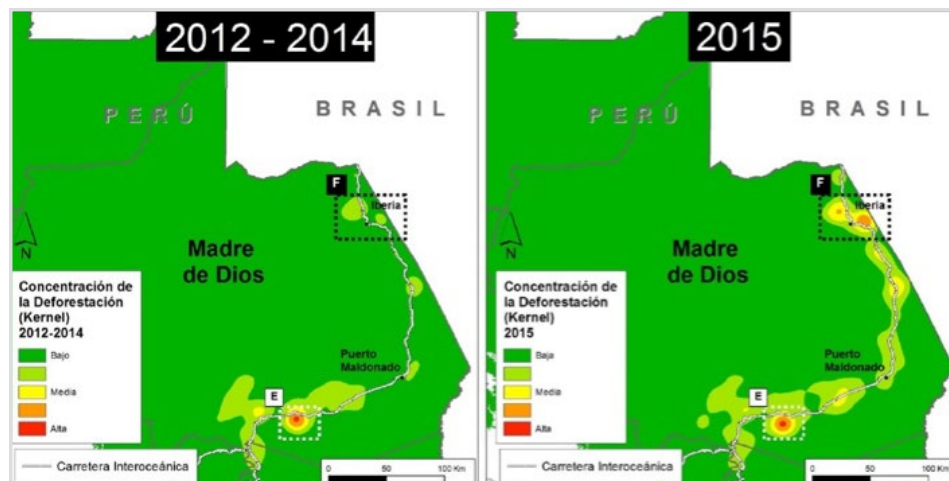 2012 - 2014
PERÚ
BRASIL
F
Iberia
N
Madre
de Dios
Concentración de
la Deforestación
(Kernel)
2012-2014
Bajo
Media
Alta
Puerto
Maldonado
E
Carretera Interoceánica
0 50 100 Km
2015
PERÚ
BRASIL
F
Iberia
N
Madre
de Dios
Concentración de
la Deforestación
(Kernel)
2015
Baja
Media
Alta
Puerto
Maldonado
E
Carretera Interoceánica
0 50 100 Km